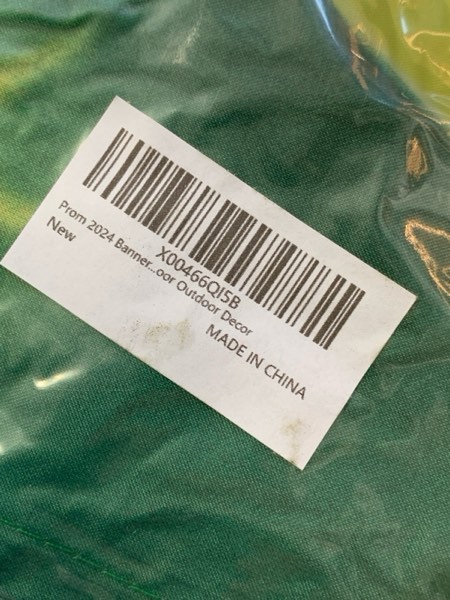 X00466QI5B
Prom 2024 Banner...oor Outdoor Decor
New
MADE IN CHINA